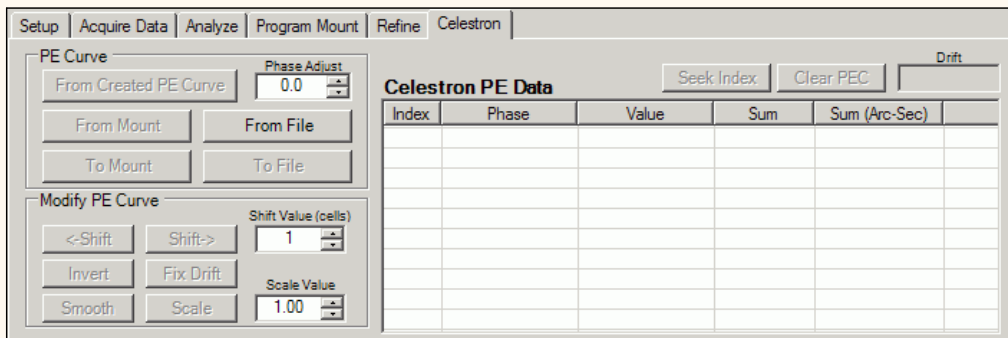 Setup Acquire Data Analyze Program Mount Refine Celestron
PE Curve
Phase Adjust
From Created PE Curve 0.0
From Mount From File
To Mount To File
Modify PE Curve
Shift Value (cells)
<-Shift Shift-> 1
Invert Fix Drift
Scale Value
Smooth Scale 1.00
Drift
Celestron PE Data Seek Index Clear PEC
Index Phase Value Sum Sum (Arc-Sec)